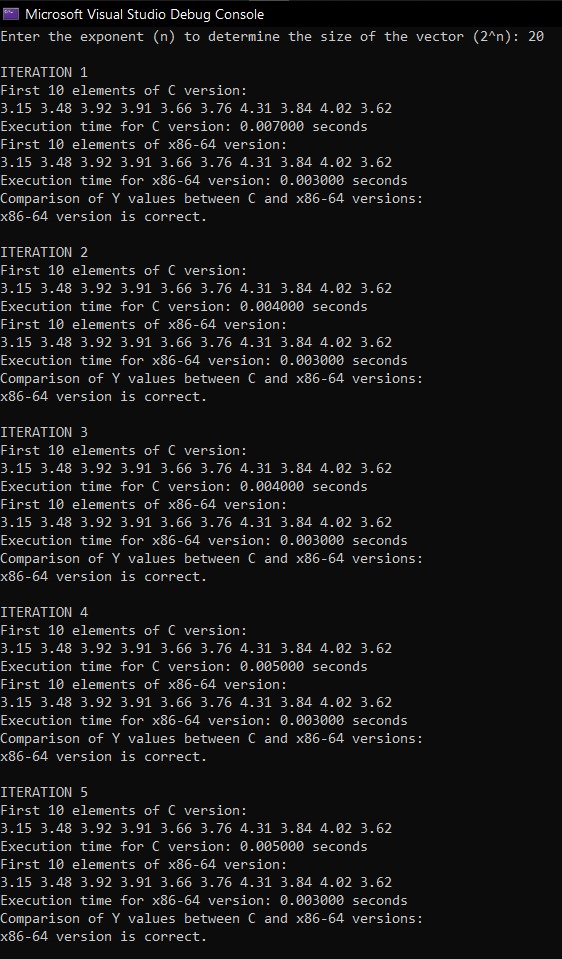 Microsoft Visual Studio Debug Console
Enter the exponent (n) to determine the size of the vector (2^n): 20
ITERATION 1
First 10 elements of C version:
3.15 3.48 3.92 3.91 3.66 3.76 4.31 3.84 4.02 3.62
Execution time for C version: 0.007000 seconds
First 10 elements of x86-64 version:
3.15 3.48 3.92 3.91 3.66 3.76 4.31 3.84 4.02 3.62
Execution time for x86-64 version: 0.003000 seconds
Comparison of Y values between C and x86-64 versions:
x86-64 version is correct.
ITERATION 2
First 10 elements of C version:
3.15 3.48 3.92 3.91 3.66 3.76 4.31 3.84 4.02 3.62
Execution time for C version: 0.004000 seconds
First 10 elements of x86-64 version:
3.15 3.48 3.92 3.91 3.66 3.76 4.31 3.84 4.02 3.62
Execution time for x86-64 version: 0.003000 seconds
Comparison of Y values between C and x86-64 versions:
x86-64 version is correct.
ITERATION 3
First 10 elements of C version:
3.15 3.48 3.92 3.91 3.66 3.76 4.31 3.84 4.02 3.62
Execution time for C version: 0.004000 seconds
First 10 elements of x86-64 version:
3.15 3.48 3.92 3.91 3.66 3.76 4.31 3.84 4.02 3.62
Execution time for x86-64 version: 0.003000 seconds
Comparison of Y values between C and x86-64 versions:
x86-64 version is correct.
ITERATION 4
First 10 elements of C version:
3.15 3.48 3.92 3.91 3.66 3.76 4.31 3.84 4.02 3.62
Execution time for C version: 0.005000 seconds
First 10 elements of x86-64 version:
3.15 3.48 3.92 3.91 3.66 3.76 4.31 3.84 4.02 3.62
Execution time for x86-64 version: 0.003000 seconds
Comparison of Y values between C and x86-64 versions:
x86-64 version is correct.
ITERATION 5
First 10 elements of C version:
3.15 3.48 3.92 3.91 3.66 3.76 4.31 3.84 4.02 3.62
Execution time for C version: 0.005000 seconds
First 10 elements of x86-64 version:
3.15 3.48 3.92 3.91 3.66 3.76 4.31 3.84 4.02 3.62
Execution time for x86-64 version: 0.003000 seconds
Comparison of Y values between C and x86-64 versions:
x86-64 version is correct.